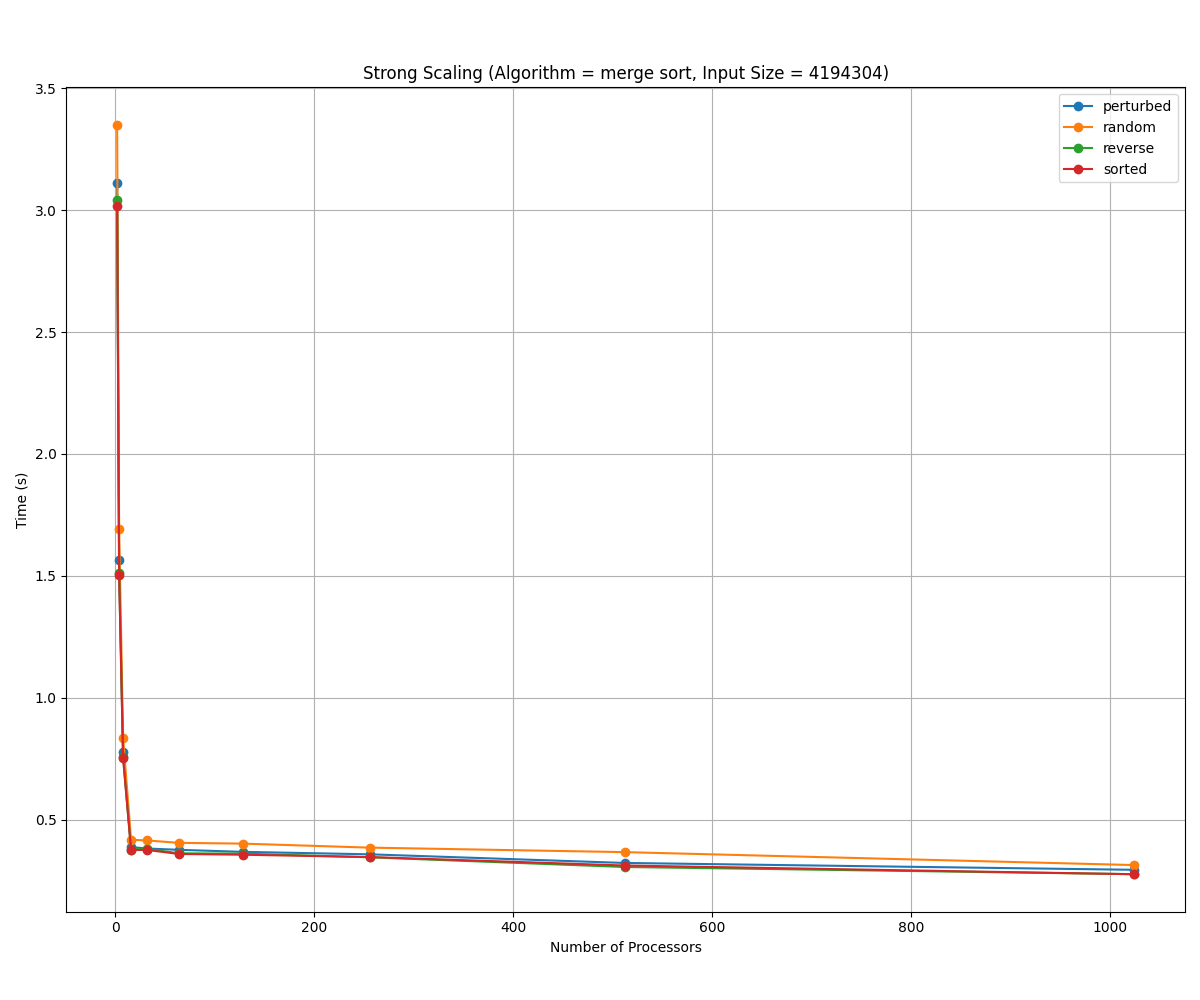 Strong Scaling (Algorithm = merge sort, Input Size = 4194304)
3.5
3.0
2.5
2.0
1.5
1.0
0.5
Time (s)
perturbed
random
reverse
sorted
0 200 400 600 800 1000
Number of Processors